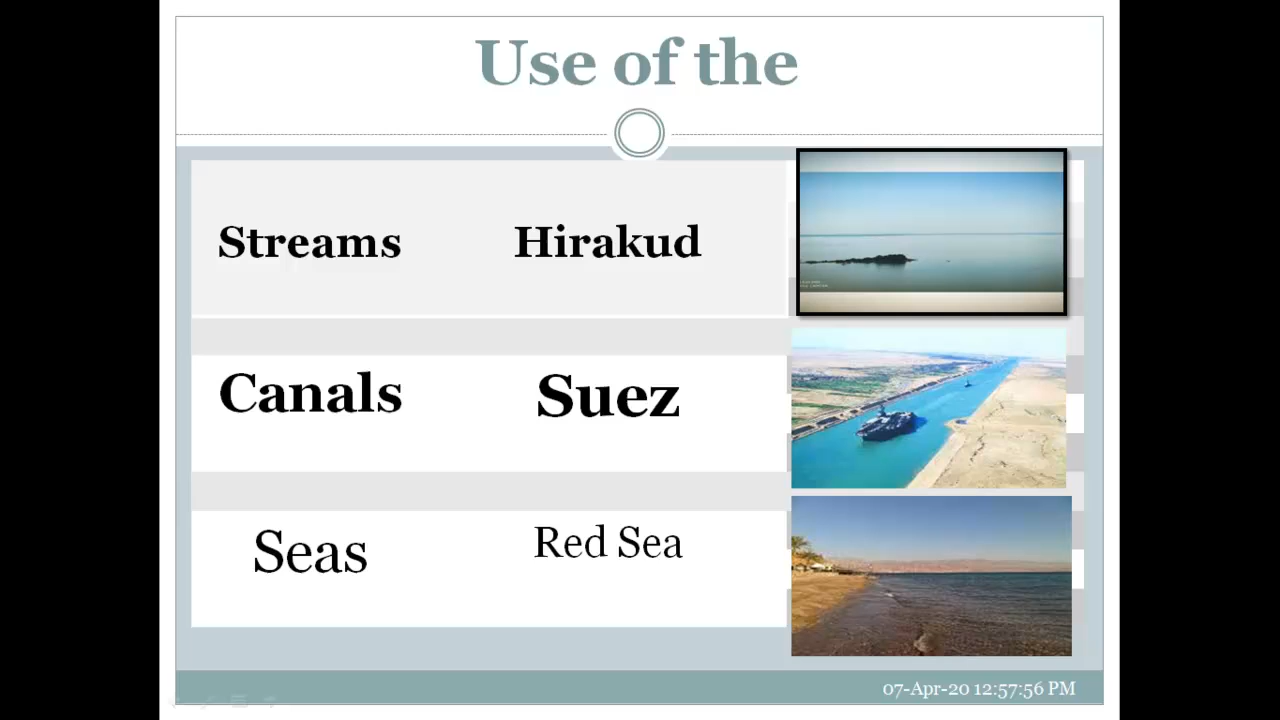 Use of the
Streams Hirakud
Canals Suez
Seas Red Sea
07-Apr-20 12:57:56 PM